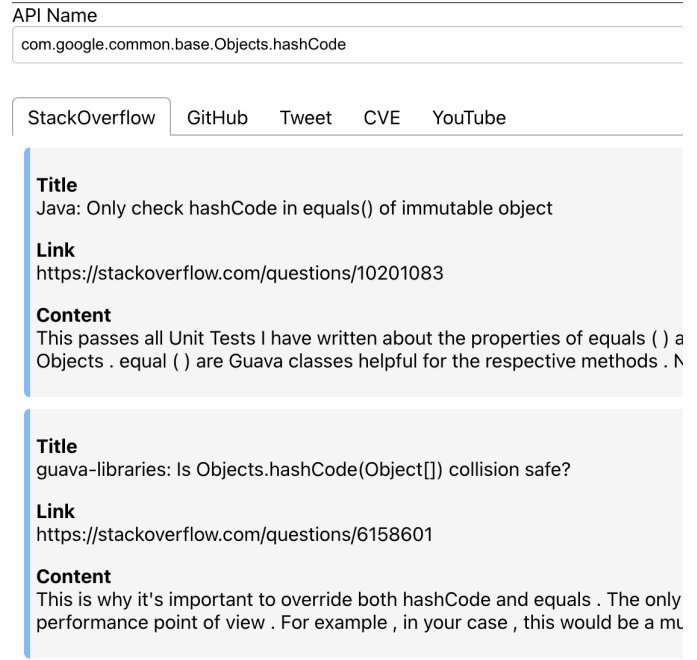 API Name
com.google.common.base.Objects.hashCode
StackOverflow GitHub Tweet CVE YouTube
Title
Java: Only check hashCode in equals() of immutable object
Link
https://stackoverflow.com/questions/10201083
Content
This passes all Unit Tests I have written about the properties of equals ( )
Objects . equal ( ) are Guava classes helpful for the respective methods .
Title
guava-libraries: Is Objects.hashCode(Object[]) collision safe?
Link
https://stackoverflow.com/questions/6158601
Content
This is why it's important to override both hashCode and equals . The only
performance point of view . For example , in your case , this would be a